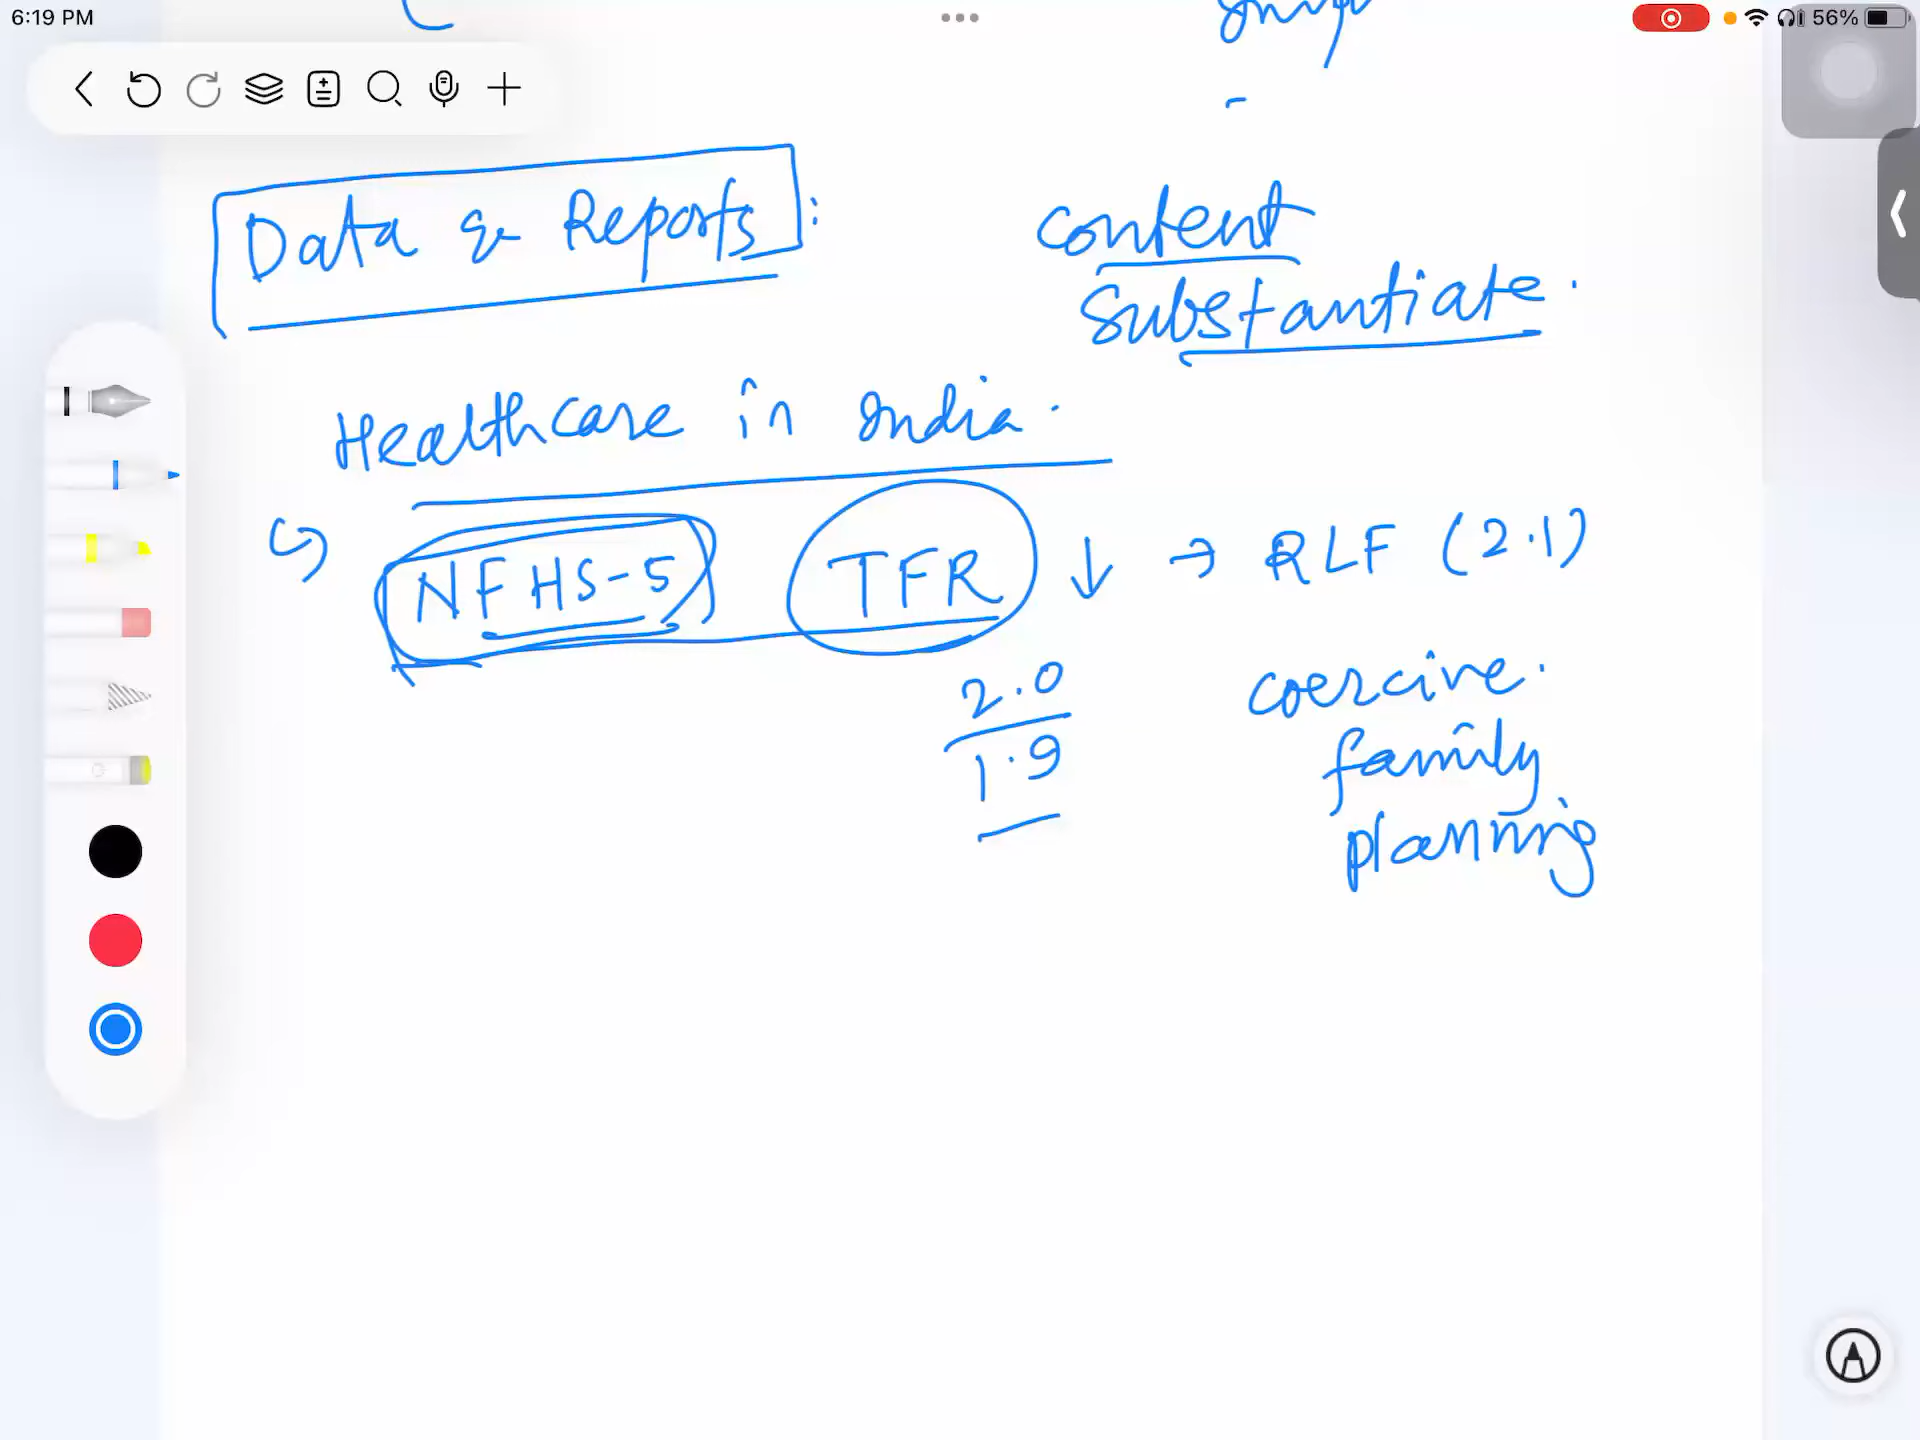 6:19 PM
56%
Data & Reports :
content
substantiate.
Healthcare in India.
NFHS-5 TFR ↓ → RLF (2.1)
2.0
1.9
coercive.
family
planning